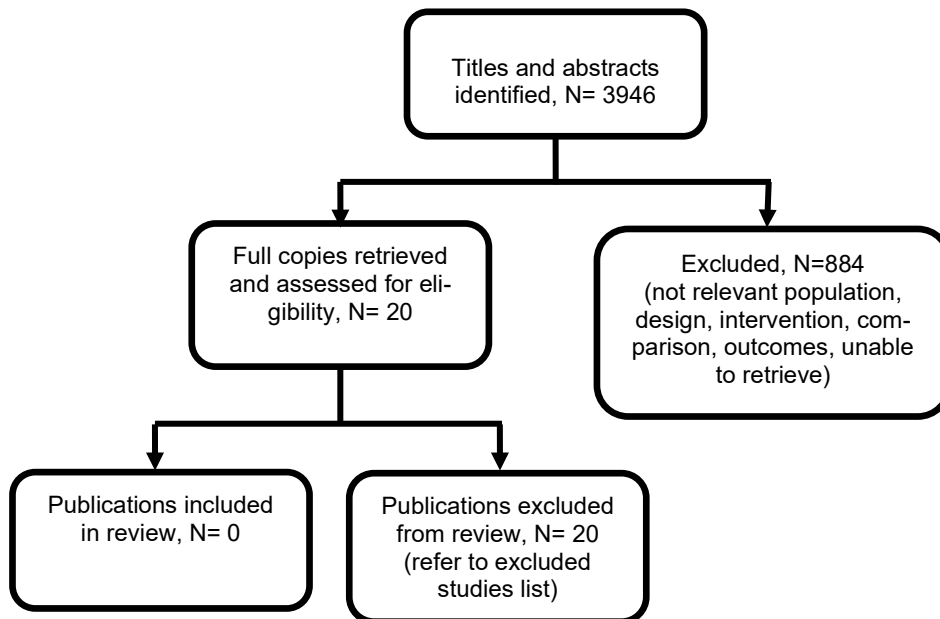 Titles and abstracts
identified, N= 3946
Full copies retrieved
and assessed for eli-
gibility, N= 20
Excluded, N=884
(not relevant population,
design, intervention, com-
parison, outcomes, unable
to retrieve)
Publications included
in review, N= 0
Publications excluded
from review, N= 20
(refer to excluded
studies list)